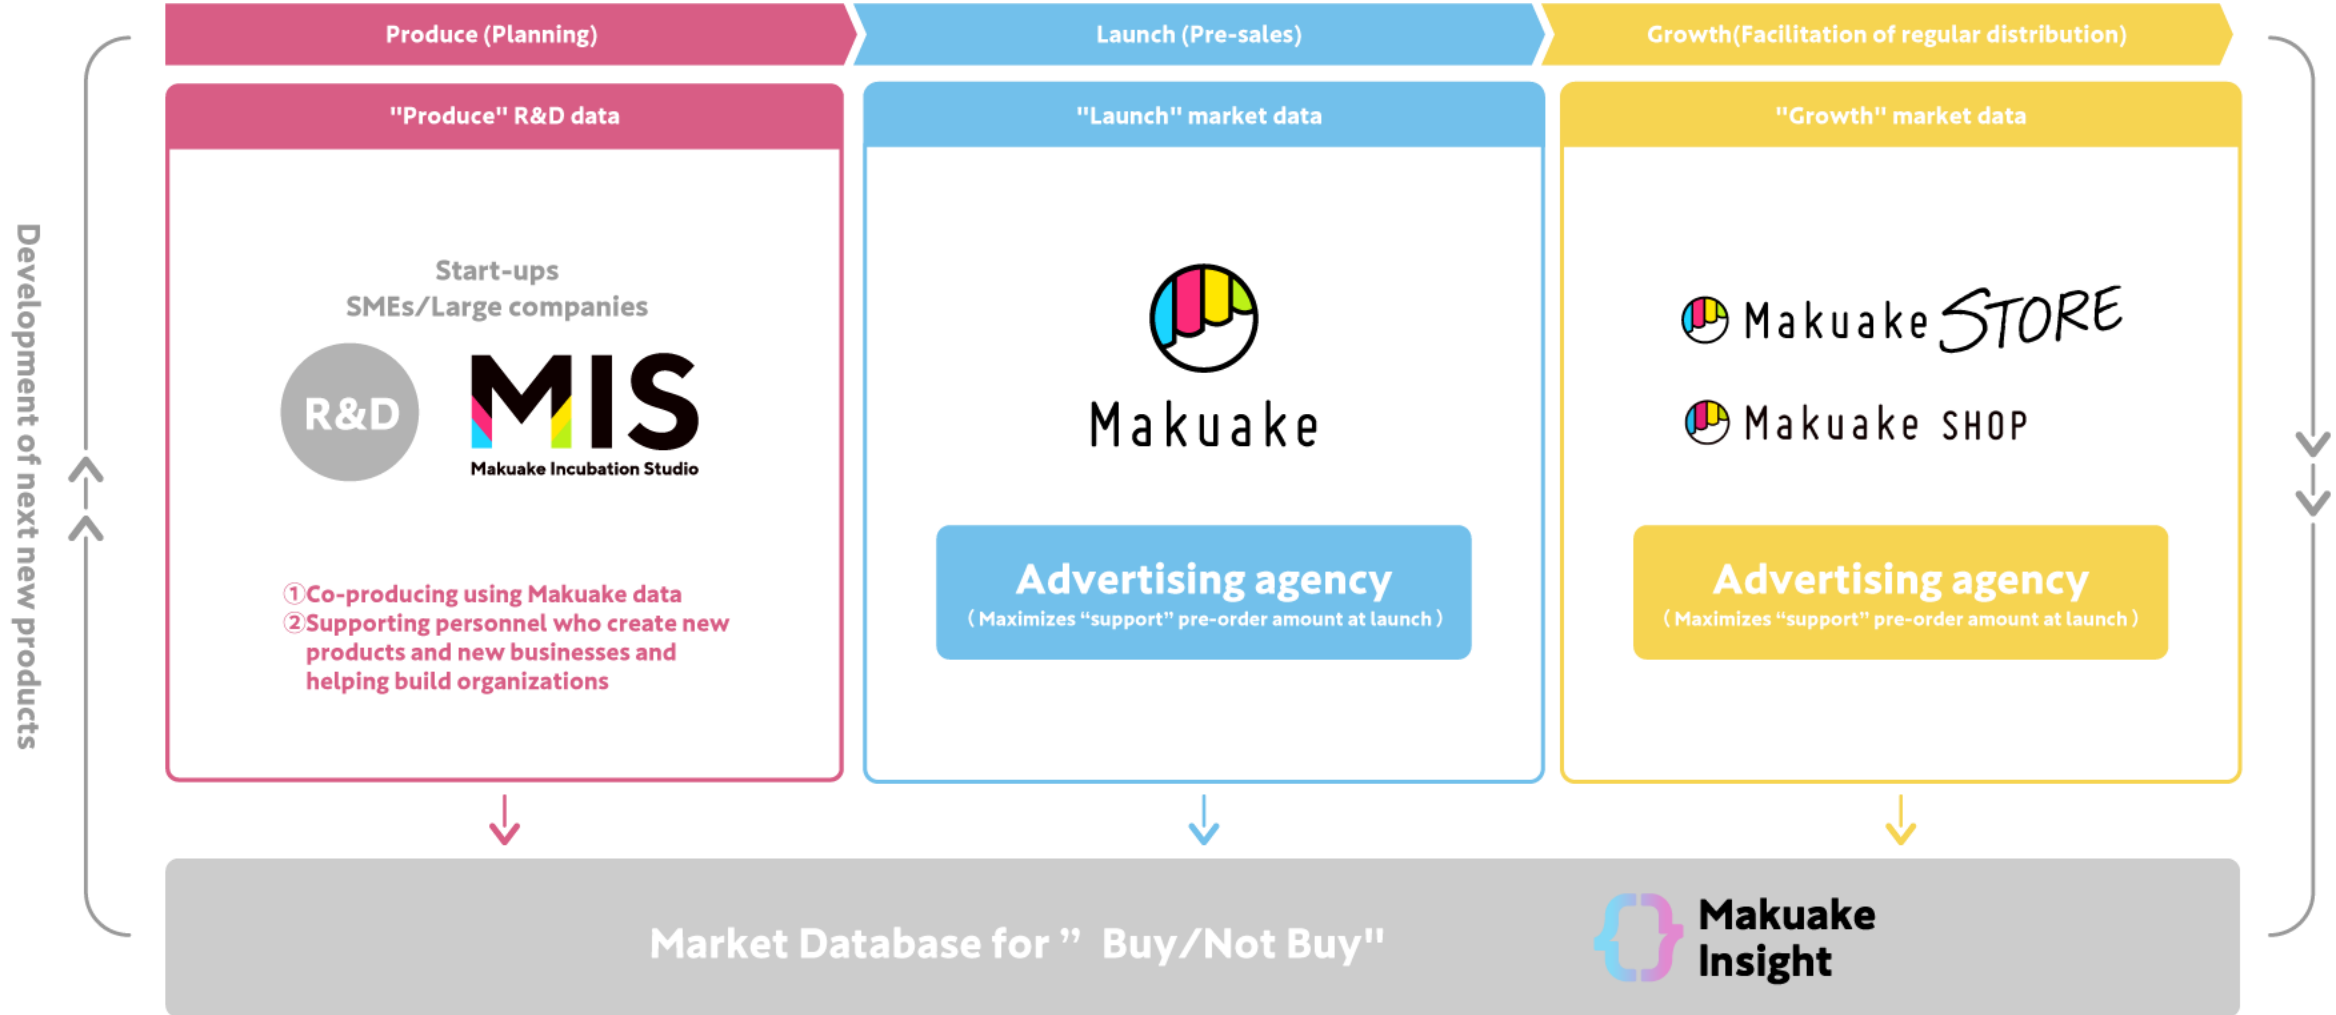 Produce (Planning)
Launch (Pre-sales)
Growth(Facilitation of regular distribution)
"Produce" R&D data
"Launch" market data
"Growth" market data
Development of next new products
Start-ups
SMEs/Large companies
R&D
MIS
Makuake Incubation Studio
①Co-producing using Makuake data
②Supporting personnel who create new
products and new businesses and
helping build organizations
Makuake
Advertising agency
(Maximizes “support” pre-order amount at launch)
Makuake STORE
Makuake SHOP
Advertising agency
(Maximizes “support” pre-order amount at launch)
Market Database for ” Buy/Not Buy"
Makuake
Insight